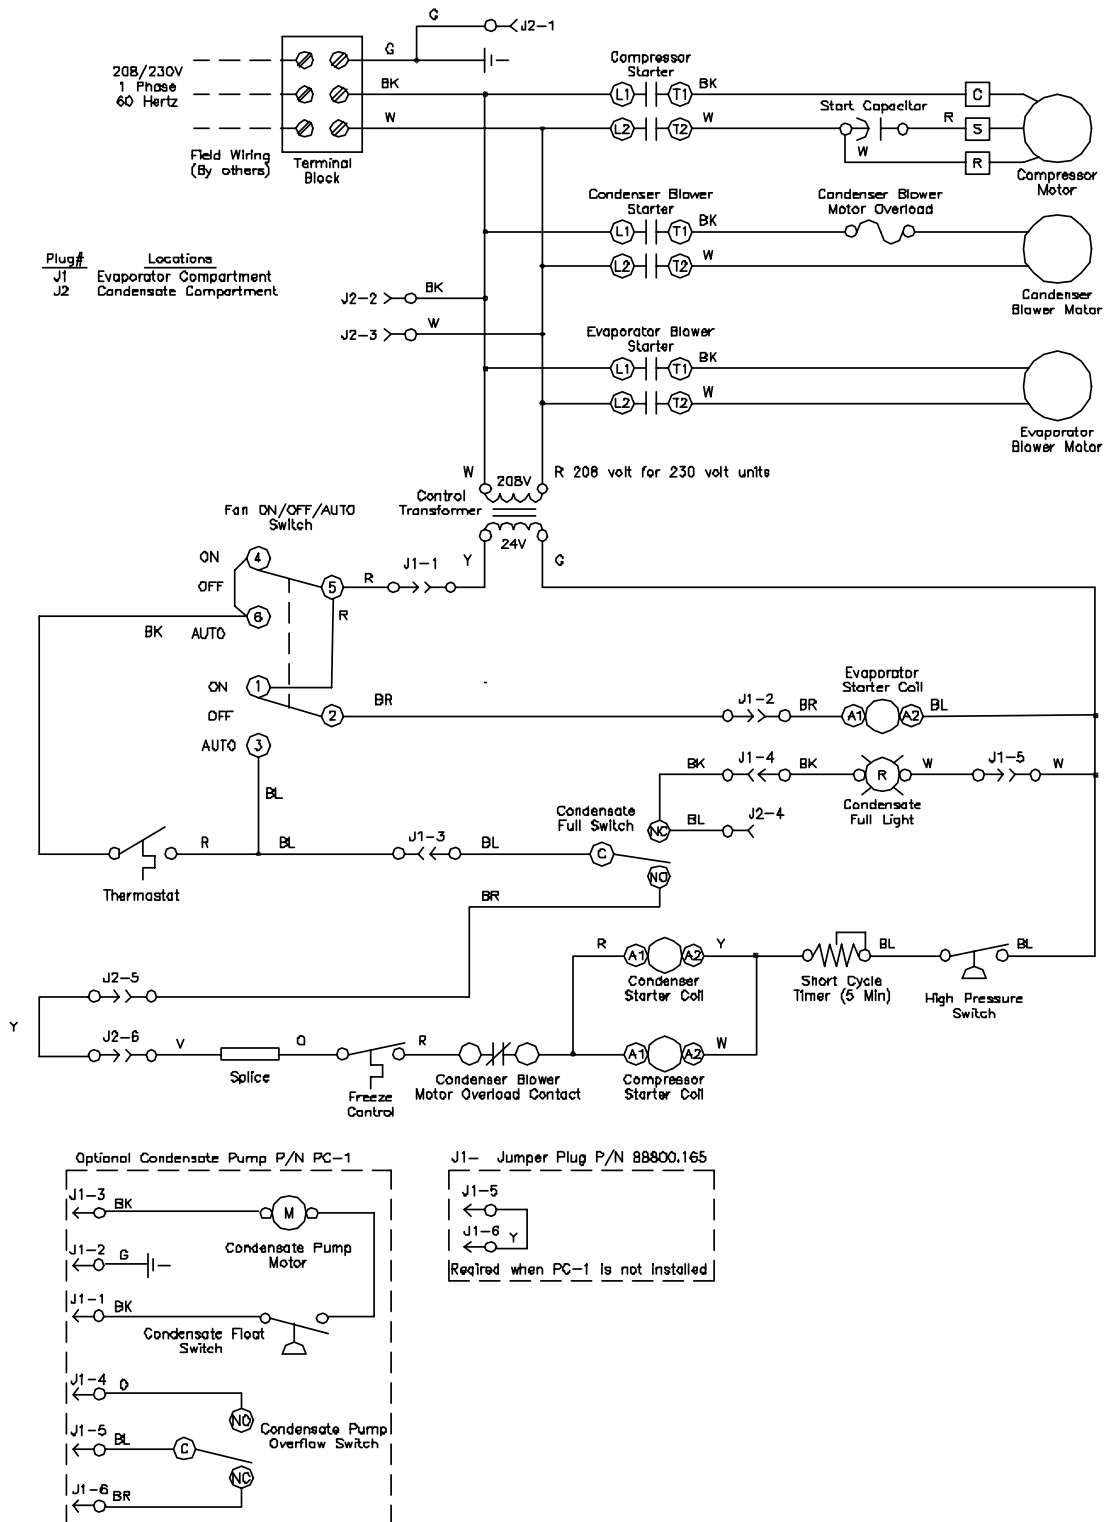 G
J2-1
G
208/230V
1 Phase
60 Hertz
BK
W
Field Wiring
(By others)
Terminal
Block
Compressor
Starter
L1
T1
BK
L2
T2
W
Start Capacitor
R
W
C
S
R
Compressor
Motor
Plug#
Locations
J1
Evaporator Compartment
J2
Condensate Compartment
Condenser Blower
Starter
L1
T1
BK
L2
T2
W
Condenser Blower
Motor Overload
Condenser
Blower Motor
J2-2
BK
J2-3
W
Evaporator Blower
Starter
L1
T1
BK
L2
T2
W
Evaporator
Blower Motor
W
R 208 volt for 230 volt units
208V
Control
Transformer
24V
Y
G
Fan ON/OFF/AUTO
Switch
ON
4
OFF
5
R
J1-1
R
6
BK
AUTO
ON
1
OFF
2
BR
AUTO
3
BL
J1-2
BR
Evaporator
Starter Coil
A1
A2
BL
BK
J1-4
BK
R
W
J1-5
W
Condensate
Full Light
Condensate
Full Switch
NC
BL
J2-4
Thermostat
R
BL
J1-3
BL
C
NO
BR
J2-5
Y
J2-6
V
Splice
O
Freeze
Control
R
Condenser Blower
Motor Overload Contact
R
A1
A2
Y
Condenser
Starter Coil
A1
A2
W
Compressor
Starter Coil
Short Cycle
Timer (5 Min)
BL
High Pressure
Switch
BL
Optional Condensate Pump P/N PC-1
J1-3
BK
M
Condensate Pump
Motor
J1-2
G
J1-1
BK
Condensate Float
Switch
J1-4
O
NO
J1-5
BL
C
Condensate Pump
Overflow Switch
NC
J1-6
BR
J1- Jumper Plug P/N 88800.165
J1-5
J1-6
Y
Reqired when PC-1 is not installed